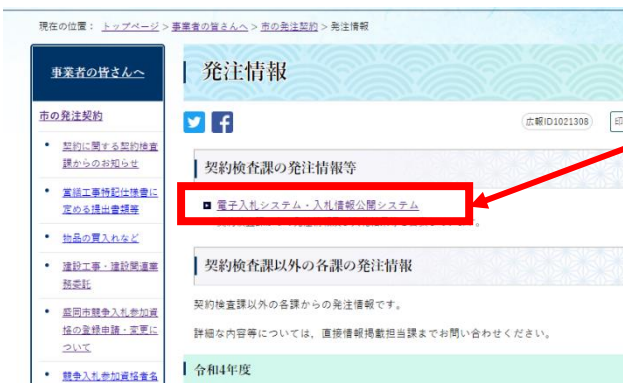 現在の位置： トップページ > 事業者の皆さんへ > 市の発注契約 > 発注情報
事業者の皆さんへ
市の発注契約
契約に関する契約検査
課からのお知らせ
営繕工事特記仕様書に
定める提出書類等
物品の買入れなど
建設工事・建設関連業
務委託
盛岡市競争入札参加資
格の登録申請・変更に
ついて
競争入札参加資格者名
発注情報
広報ID1021308
印
契約検査課の発注情報等
電子入札システム・入札情報公開システム
契約検査課以外の各課の発注情報
契約検査課以外の各課からの発注情報です。
詳細な内容等については、直接情報掲載担当課までお問い合わせください。
令和4年度